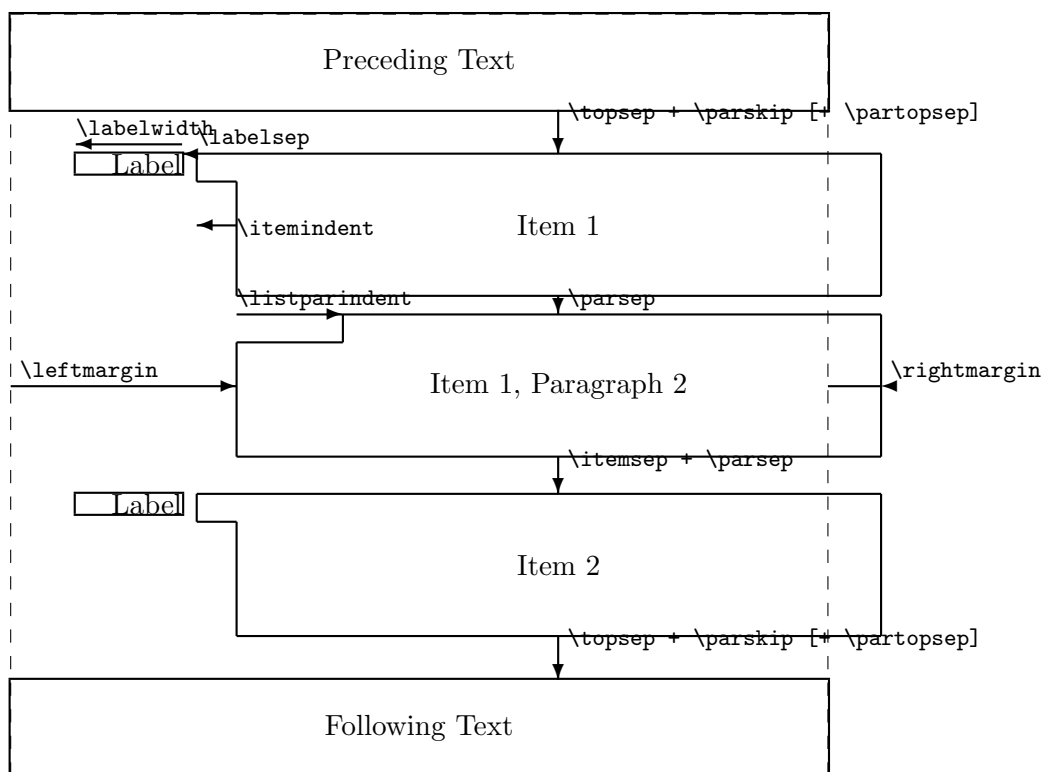 Preceding Text
\topsep + \parskip [+ \partopsep]
\labelwidth
\labelsep
Label
Item 1
\itemindent
\listparindent
\parsep
\leftmargin
Item 1, Paragraph 2
\rightmargin
\itemsep + \parsep
Label
Item 2
\topsep + \parskip [+ \partopsep]
Following Text